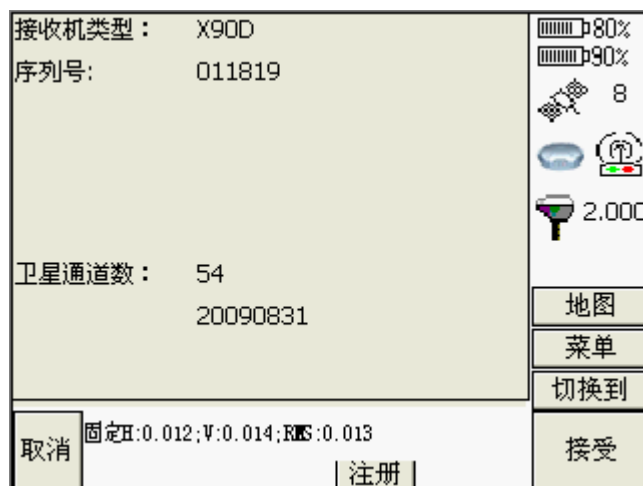 接收机类型： X90D
序列号: 011819
卫星通道数： 54
20090831
80%
90%
8
2.000
地图
菜单
切换到
取消
固定H:0.012;V:0.014;RMS:0.013
注册
接受